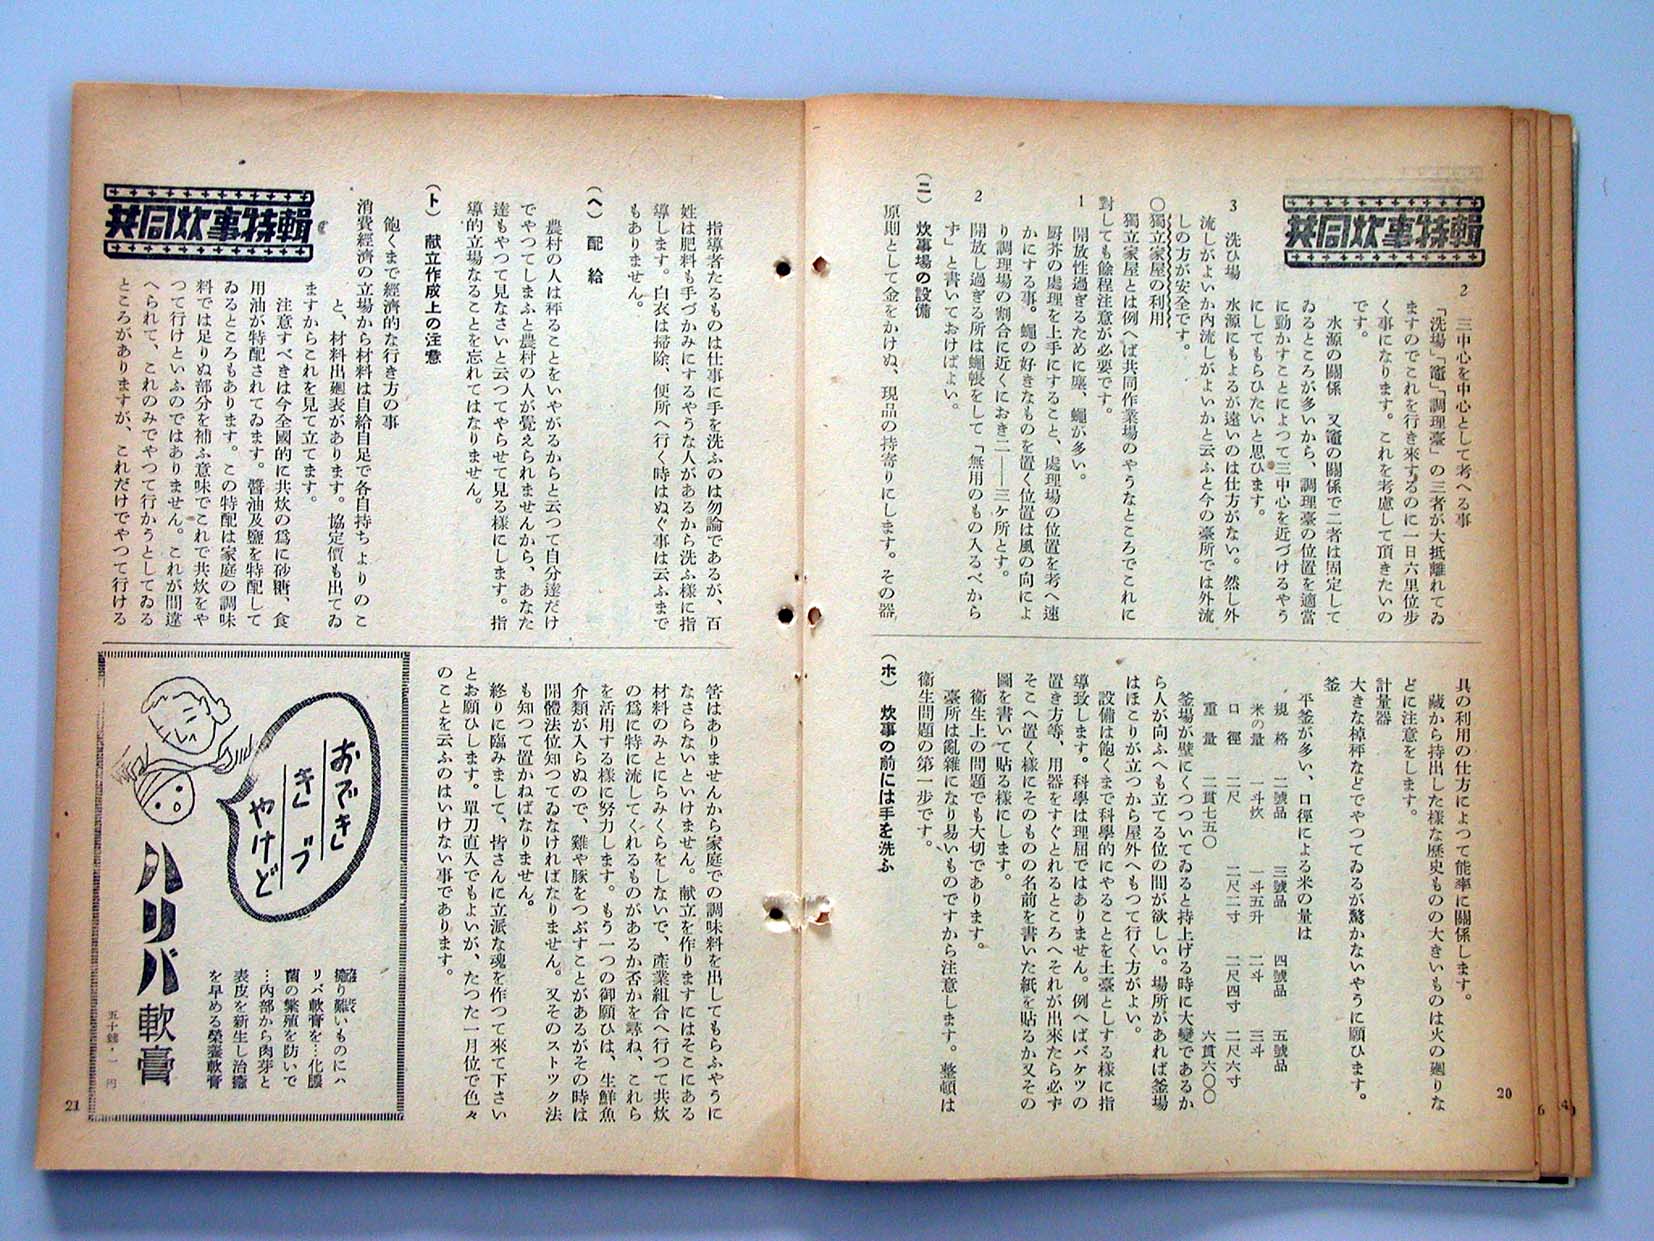 共同炊事特輯
2 三中心を中心として考へる事
「洗場」「竈」「調理臺」の三者が大抵離れてゐ
ますのでこれを行き來するのに一日六里位歩
く事になります。これを考慮して頂きたいの
です。
水源の關係 又竈の關係で二者は固定して
ゐるところが多いから、調理臺の位置を適當
に動かすことによつて三中心を近づけるやう
にしてもらひたいと思ひます。
3 洗ひ場 水源にもよるが遠いのは仕方がない。然し外
流しがよいか內流しがよいかと云ふと今の臺所では外流
しの方が安全です。
〇獨立家屋の利用
獨立家屋とは例へば共同作業場のやうなところでこれに
對しても餘程注意が必要です。
1 開放性過ぎるために塵、蠅が多い。
厨芥の處理を上手にすること、處理場の位置を考へ速
かにする事。蠅の好きなものを置く位置は風の向によ
り調理場の割合に近くにおき二——三ケ所とす。
2 開放し過ぎる所は蠅帳をして「無用のもの入るべから
ず」と書いておけばよい。
(ニ) 炊事場の設備
原則として金をかけぬ、現品の持寄りにします。その器
具の利用の仕方によつて能率に關係します。
藏から持出した樣な歷史ものの大きいものは火の廻りな
どに注意をします。
計量器
大きな棹秤などでやつてゐるが驚かないやうに願ひます。
釜
平釜が多い、口徑による米の量は
規格 二號品 三號品 四號品 五號品
米の量 一斗炊 一斗五升 二斗 三斗
口徑 二尺 二尺二寸 二尺四寸 二尺六寸
重量 二貫七五〇 六貫六〇〇
釜場が壁にくつついてゐると持上げる時に大變であるか
ら人が向ふへも立てる位の間が欲しい。場所があれば釜場
はほこりが立つから屋外へもつて行く方がよい。
設備は飽くまで科學的にやることを土臺としする樣に指
導致します。科學は理屈ではありません。例へばバケツの
置き方等、用器をすぐとれるところへそれが出來たら必ず
そこへ置く樣にそのものの名前を書いた紙を貼るか又その
圖を書いて貼る樣にします。
衞生上の問題でも大切であります。
臺所は亂雜になり易いものですから注意します。整頓は
衞生問題の第一步です。
(ホ) 炊事の前には手を洗ふ
20
指導者たるものは仕事に手を洗ふのは勿論であるが、百
姓は肥料も手づかみにするやうな人があるから洗ふ樣に指
導します。白衣は掃除、便所へ行く時はぬぐ事は云ふまで
もありません。
(ヘ) 配給
農村の人は秤ることをいやがるからと云つて自分達だけ
でやつてしまふと農村の人が覺えられませんから、あなた
達もやつて見なさいと云つてやらせて見る樣にします。指
導的立場なることを忘れてはなりません。
(ト) 献立作成上の注意
飽くまで經濟的な行き方の事
消費經濟の立場から材料は自給自足で各自持ちよりのこ
と、材料出廻表があります。協定價も出てゐ
ますからこれを見て立てます。
注意すべきは今全國的に共炊の爲に砂糖、食
用油が特配されてゐます。醬油及鹽を特配して
ゐるところもあります。この特配は家庭の調味
料では足りぬ部分を補ふ意味でこれで共炊をや
つて行けといふのではありません。これが間違
へられて、これのみでやつて行かうとしてゐる
ところがありますが、これだけでやつて行ける
共同炊事特輯
筈はありませんから家庭での調味料を出してもらふやうに
なさらないといけません。献立を作りますにはそこにある
材料のみとにらみくらをしないで、產業組合へ行つて共炊
の爲に特に流してくれるものがあるか否かを尋ね、これら
を活用する樣に努力します。もう一つの御願ひは、生鮮魚
介類が入らぬので、雞や豚をつぶすことがあるがその時は
開體法位知つてゐなければなりません。又そのストツク法
も知つて置かねばなりません。
終りに臨みまして、皆さんに立派な魂を作つて來て下さい
とお願ひします。單刀直入でもよいが、たつた一月位で色々
のことを云ふのはいけない事であります。
おでき
きず
やけど
ハリバ軟膏
癒り難いものにハ
リバ軟膏を…化膿
菌の繁殖を防いで
…內部から肉芽と
表皮を新生し治癒
を早める榮養軟膏
五十錢・一円
21